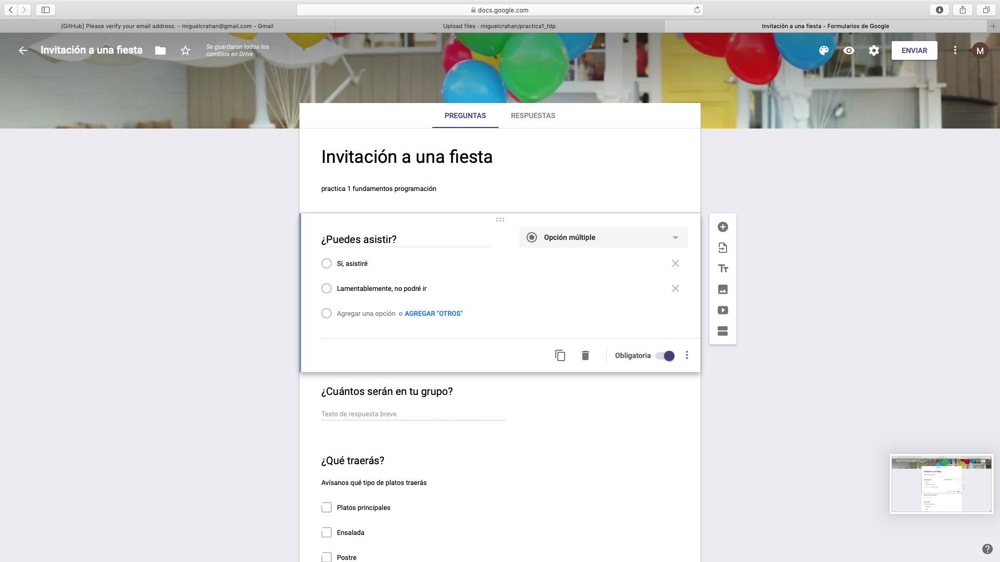 docs.google.com
[GitHub] Please verify your email address. - miguelcrahan@gmail.com - Gmail
Upload files · miguelcrahan/practica1_fdp
Invitación a una fiesta - Formularios de Google
Invitación a una fiesta
Se guardaron todos los
cambios en Drive
ENVIAR
M
PREGUNTAS
RESPUESTAS
Invitación a una fiesta
practica 1 fundamentos programación
¿Puedes asistir?
Opción múltiple
Sí, asistiré
Lamentablemente, no podré ir
Agregar una opción o AGREGAR "OTROS"
Obligatoria
¿Cuántos serán en tu grupo?
Texto de respuesta breve
¿Qué traerás?
Avísanos qué tipo de platos traerás
Platos principales
Ensalada
Postre